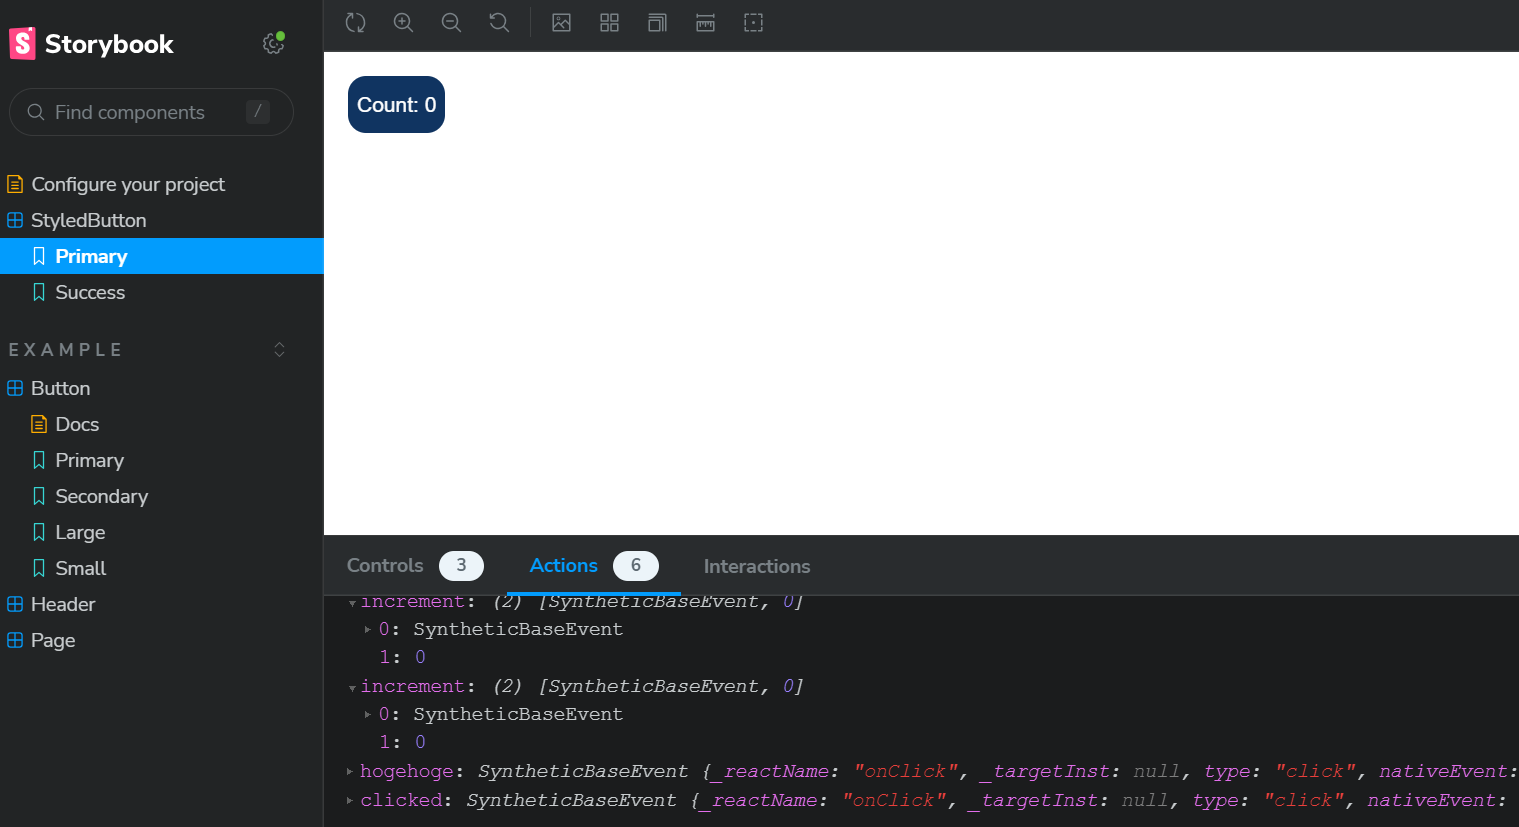 Storybook
Find components /
Configure your project
StyledButton
Primary
Success
EXAMPLE
Button
Docs
Primary
Secondary
Large
Small
Header
Page
Count: 0
Controls 3 Actions 6 Interactions
increment: (2) [SyntheticBaseEvent, 0]
0: SyntheticBaseEvent
1: 0
increment: (2) [SyntheticBaseEvent, 0]
0: SyntheticBaseEvent
1: 0
hogehoge: SyntheticBaseEvent {_reactName: "onClick", _targetInst: null, type: "click", nativeEvent:
clicked: SyntheticBaseEvent {_reactName: "onClick", _targetInst: null, type: "click", nativeEvent: